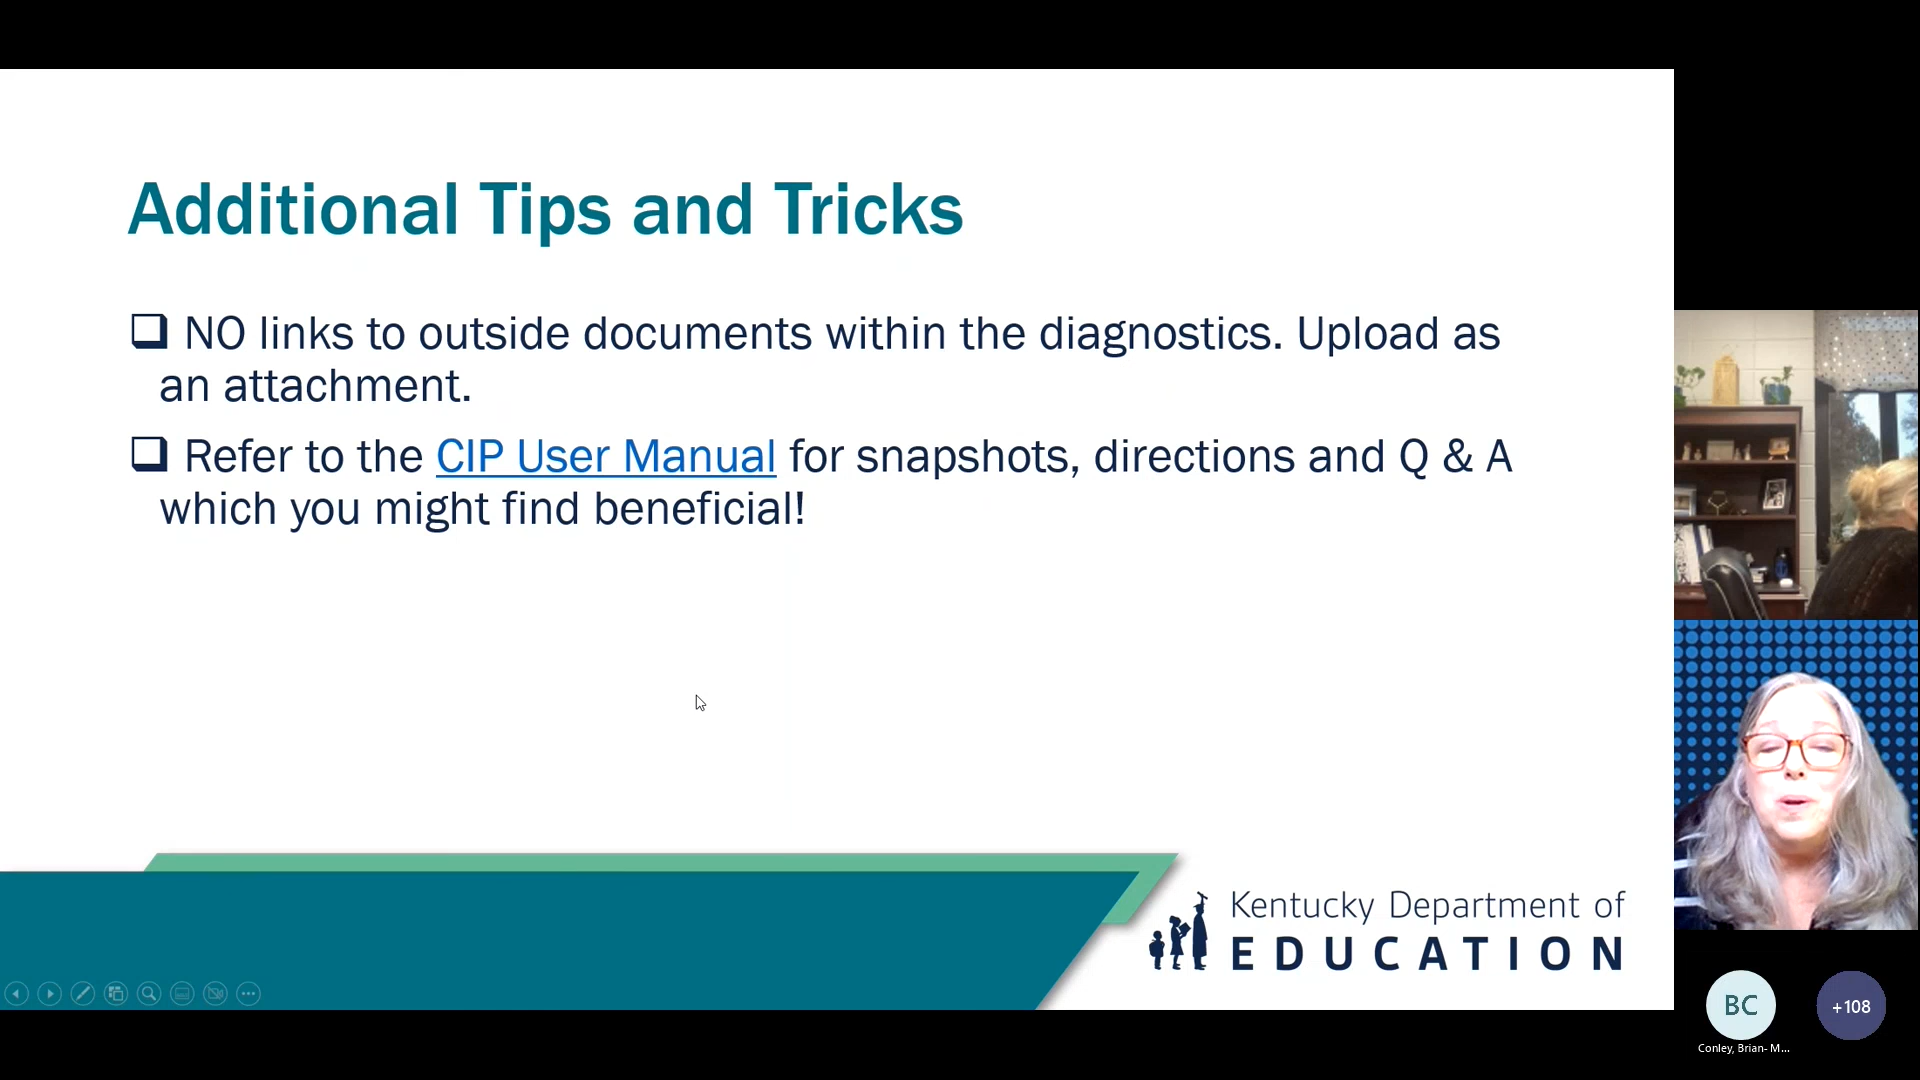 Additional Tips and Tricks
NO links to outside documents within the diagnostics. Upload as
an attachment.
Refer to the CIP User Manual for snapshots, directions and Q & A
which you might find beneficial!
Kentucky Department of
EDUCATION
BC
+108
Conley, Brian- M...